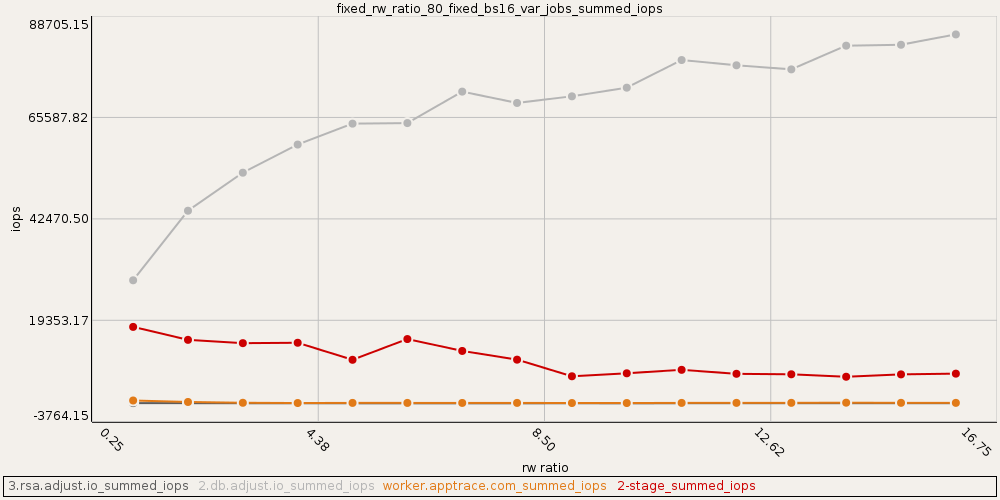 fixed_rw_ratio_80_fixed_bs16_var_jobs_summed_iops
88705.15
65587.82
42470.50
19353.17
-3764.15
iops
0.25
4.38
8.50
12.62
16.75
rw ratio
3.rsa.adjust.io_summed_iops 2.db.adjust.io_summed_iops worker.apptrace.com_summed_iops 2-stage_summed_iops